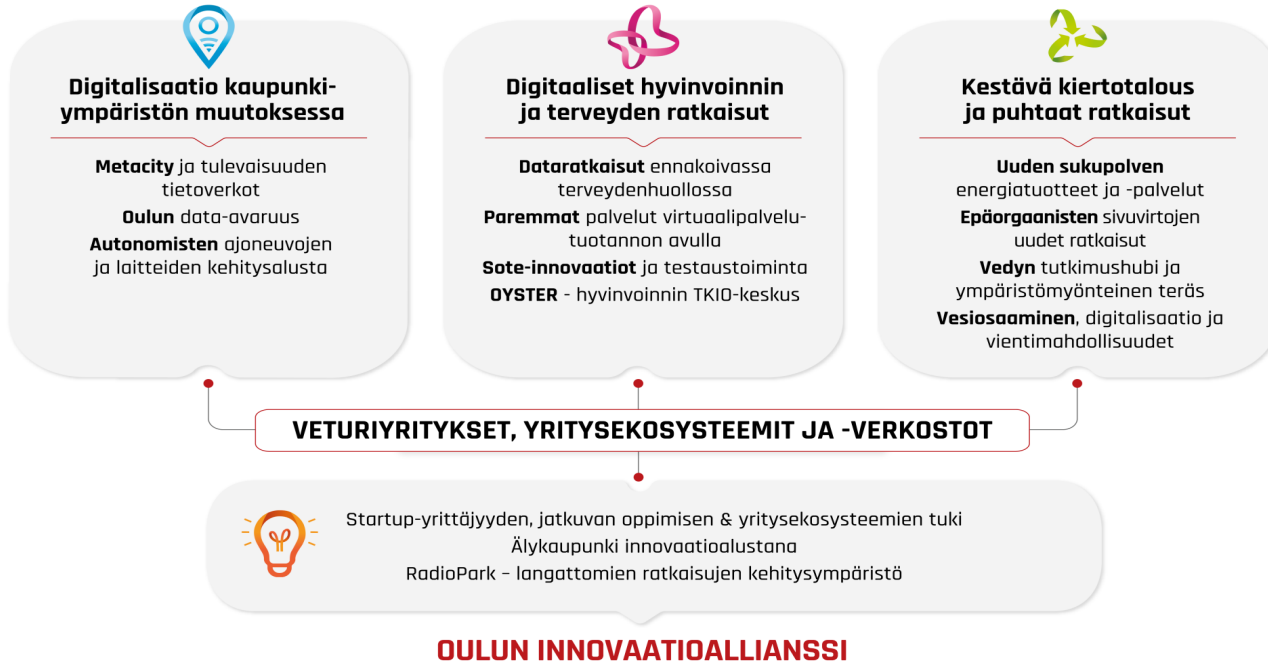 Digitalisaatio kaupunki-
ympäristön muutoksessa
Metacity ja tulevaisuuden
tietoverkot
Oulun data-avaruus
Autonomisten ajoneuvojen
ja laitteiden kehitysalusta
Digitaaliset hyvinvoinnin
ja terveyden ratkaisut
Dataratkaisut ennakoivassa
terveydenhuollossa
Paremmat palvelut virtuaalipalvelu-
tuotannon avulla
Sote-innovaatiot ja testaustoiminta
OYSTER - hyvinvoinnin TKIO-keskus
Kestävä kiertotalous
ja puhtaat ratkaisut
Uuden sukupolven
energiatuotteet ja -palvelut
Epäorgaanisten sivuvirtojen
uudet ratkaisut
Vedyn tutkimushubi ja
ympäristömyönteinen teräs
Vesiosaaminen, digitalisaatio ja
vientimahdollisuudet
VETURIYRITYKSET, YRITYSEKOSYSTEEMIT JA -VERKOSTOT
Startup-yrittäjyyden, jatkuvan oppimisen & yritysekosysteemien tuki
Älykaupunki innovaatioalustana
RadioPark – langattomien ratkaisujen kehitysympäristö
OULUN INNOVAATIOALLIANSSI